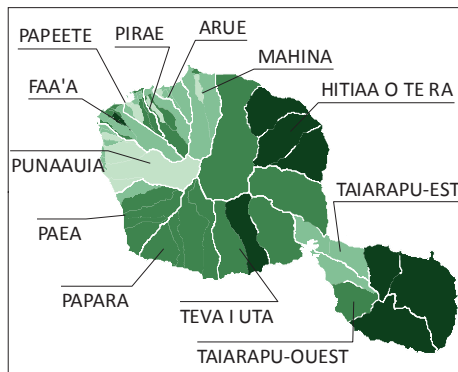 PAPEETE
PIRAE
ARUE
MAHINA
FAA'A
HITIAA O TE RA
PUNAAUIA
TAIARAPU-EST
PAEA
PAPARA
TEVA I UTA
TAIARAPU-OUEST